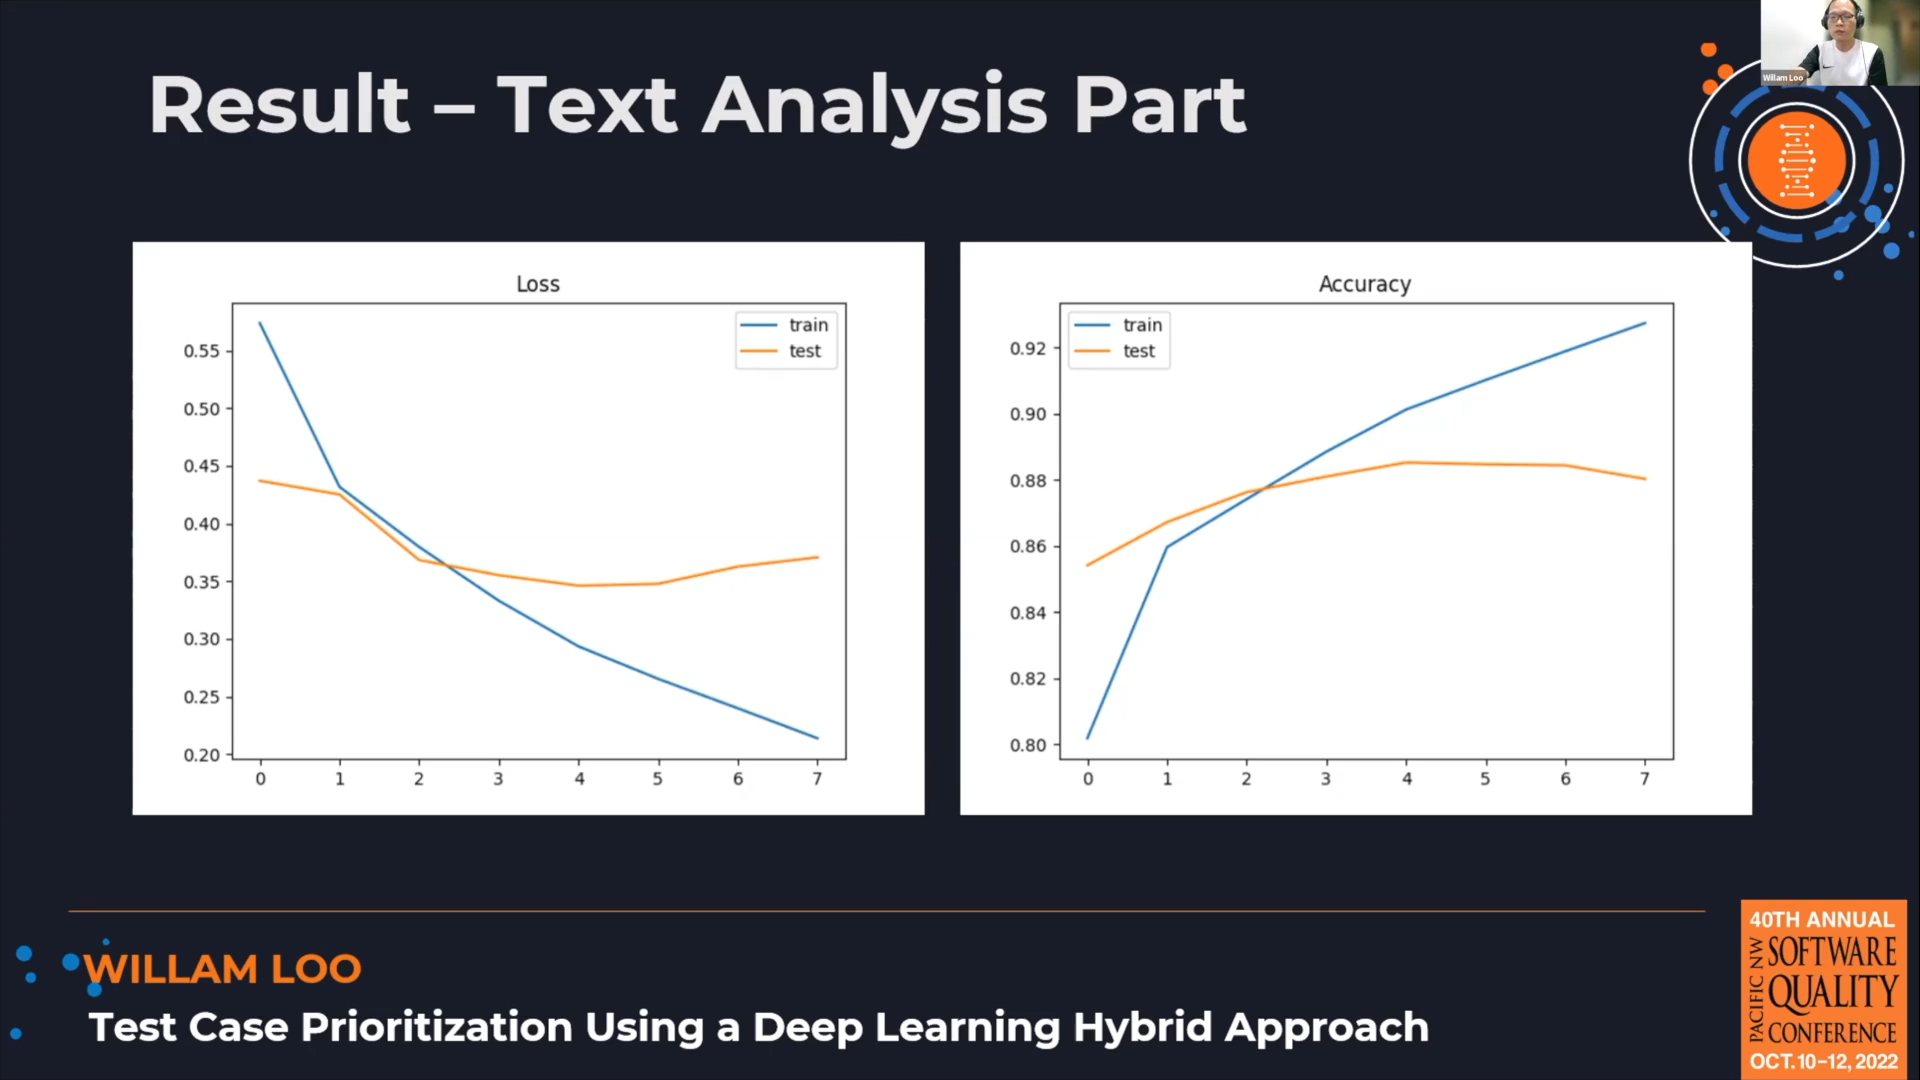 Willam Loo
Result – Text Analysis Part
Loss
train
test
0.55
0.50
0.45
0.40
0.35
0.30
0.25
0.20
0 1 2 3 4 5 6 7
Accuracy
train
test
0.92
0.90
0.88
0.86
0.84
0.82
0.80
0 1 2 3 4 5 6 7
WILLAM LOO
Test Case Prioritization Using a Deep Learning Hybrid Approach
40TH ANNUAL
PACIFIC NW
SOFTWARE
QUALITY
CONFERENCE
OCT. 10–12, 2022